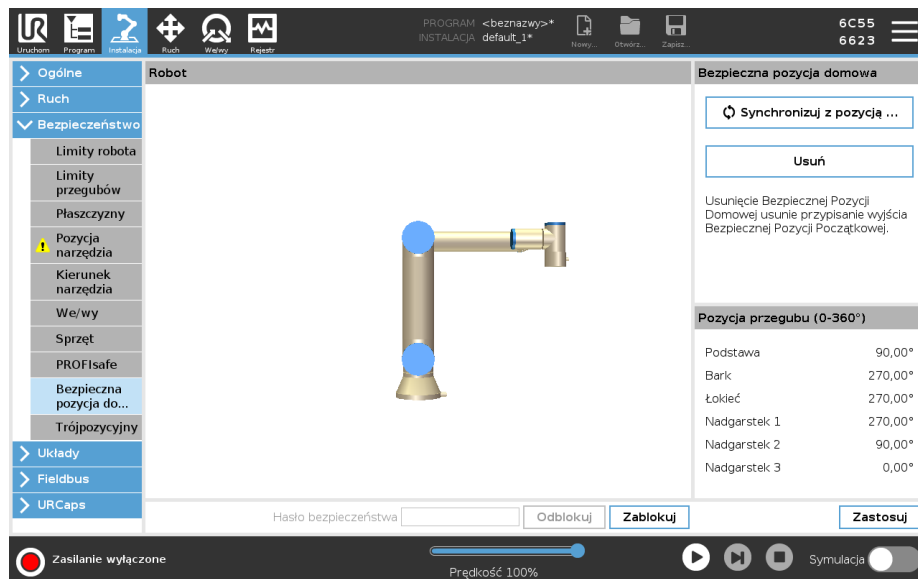 PROGRAM <beznazwy>*
INSTALACJA default_1*
UR
Uruchom Program Instalacja Ruch We/wy Rejestr
Nowy... Otwórz... Zapisz...
6C55
6623
Ogólne
Ruch
Bezpieczeństwo
Limity robota
Limity
przegubów
Płaszczyzny
Pozycja
narzędzia
Kierunek
narzędzia
We/wy
Sprzęt
PROFIsafe
Bezpieczna
pozycja do...
Trójpozycyjny
Układy
Fieldbus
URCaps
Robot
Bezpieczna pozycja domowa
Synchronizuj z pozycją ...
Usuń
Usunięcie Bezpiecznej Pozycji
Domowej usunie przypisanie wyjścia
Bezpiecznej Pozycji Początkowej.
Pozycja przegubu (0-360°)
Podstawa 90,00°
Bark 270,00°
Łokieć 270,00°
Nadgarstek 1 270,00°
Nadgarstek 2 90,00°
Nadgarstek 3 0,00°
Hasło bezpieczeństwa Odblokuj Zablokuj Zastosuj
Zasilanie wyłączone
Prędkość 100%
Symulacja